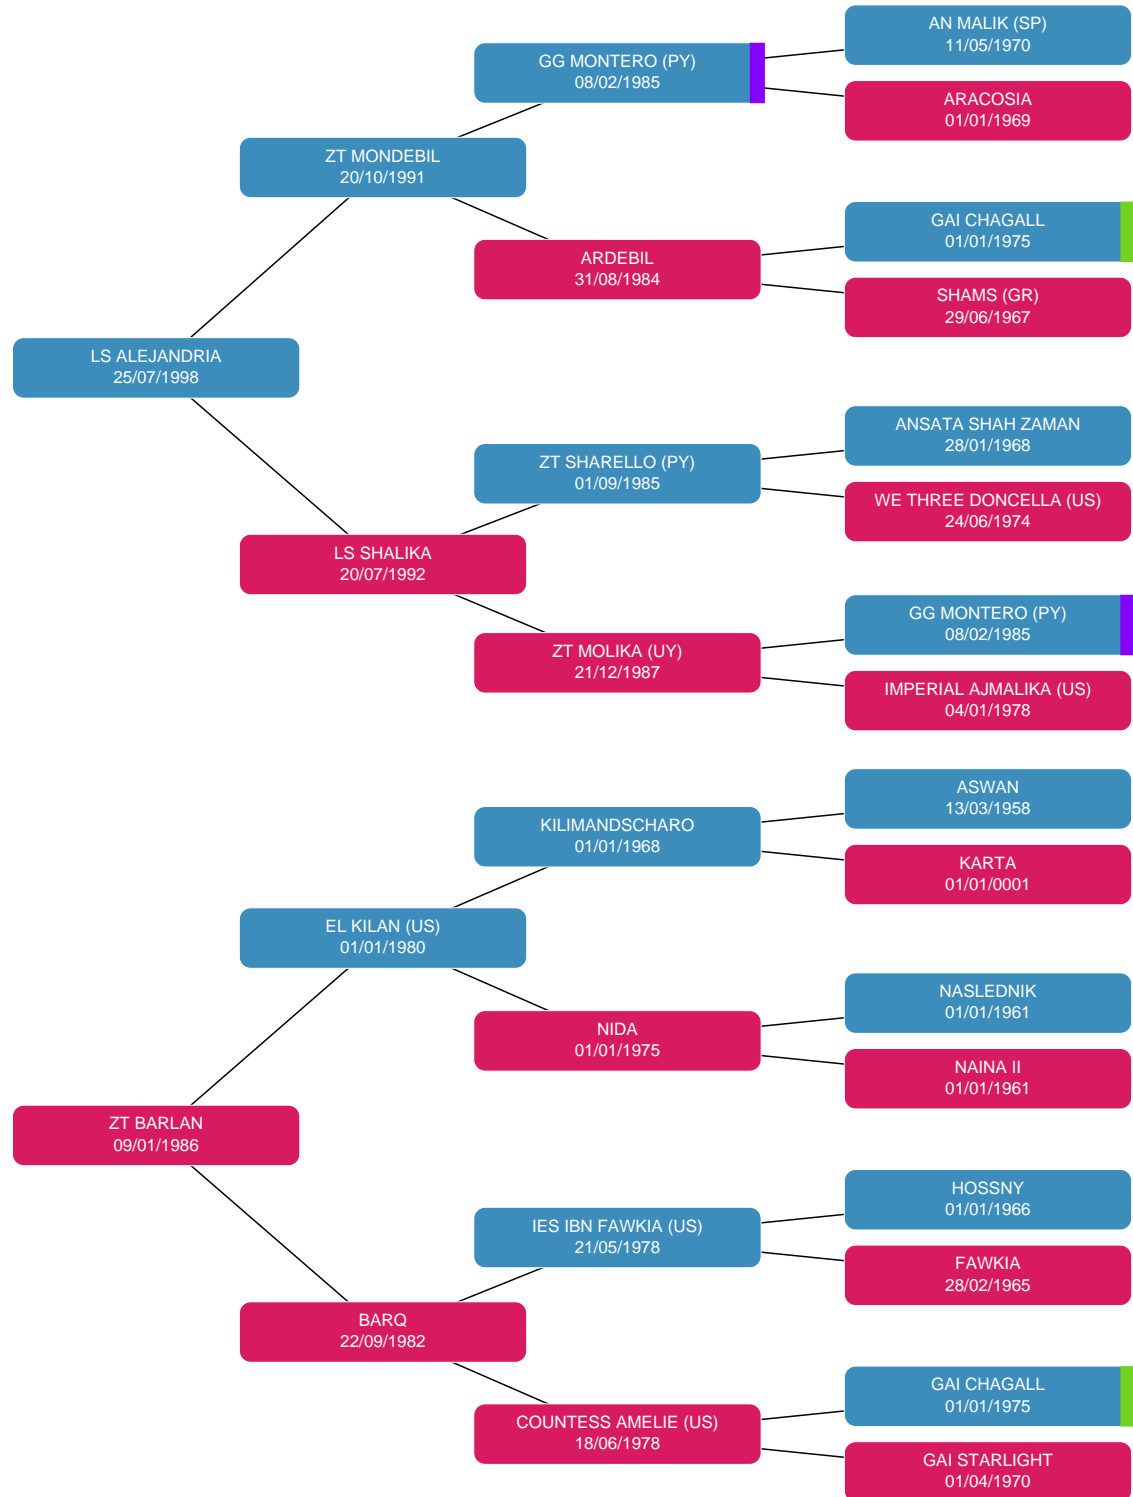 AN MALIK (SP)
11/05/1970
GG MONTERO (PY)
08/02/1985
ARACOSIA
01/01/1969
ZT MONDEBIL
20/10/1991
GAI CHAGALL
01/01/1975
ARDEBIL
31/08/1984
SHAMS (GR)
29/06/1967
LS ALEJANDRIA
25/07/1998
ANSATA SHAH ZAMAN
28/01/1968
ZT SHARELLO (PY)
01/09/1985
WE THREE DONCELLA (US)
24/06/1974
LS SHALIKA
20/07/1992
GG MONTERO (PY)
08/02/1985
ZT MOLIKA (UY)
21/12/1987
IMPERIAL AJMALIKA (US)
04/01/1978
ASWAN
13/03/1958
KILIMANDSCHARO
01/01/1968
KARTA
01/01/0001
EL KILAN (US)
01/01/1980
NASLEDNIK
01/01/1961
NIDA
01/01/1975
NAINA II
01/01/1961
ZT BARLAN
09/01/1986
HOSSNY
01/01/1966
IES IBN FAWKIA (US)
21/05/1978
FAWKIA
28/02/1965
BARQ
22/09/1982
GAI CHAGALL
01/01/1975
COUNTESS AMELIE (US)
18/06/1978
GAI STARLIGHT
01/04/1970